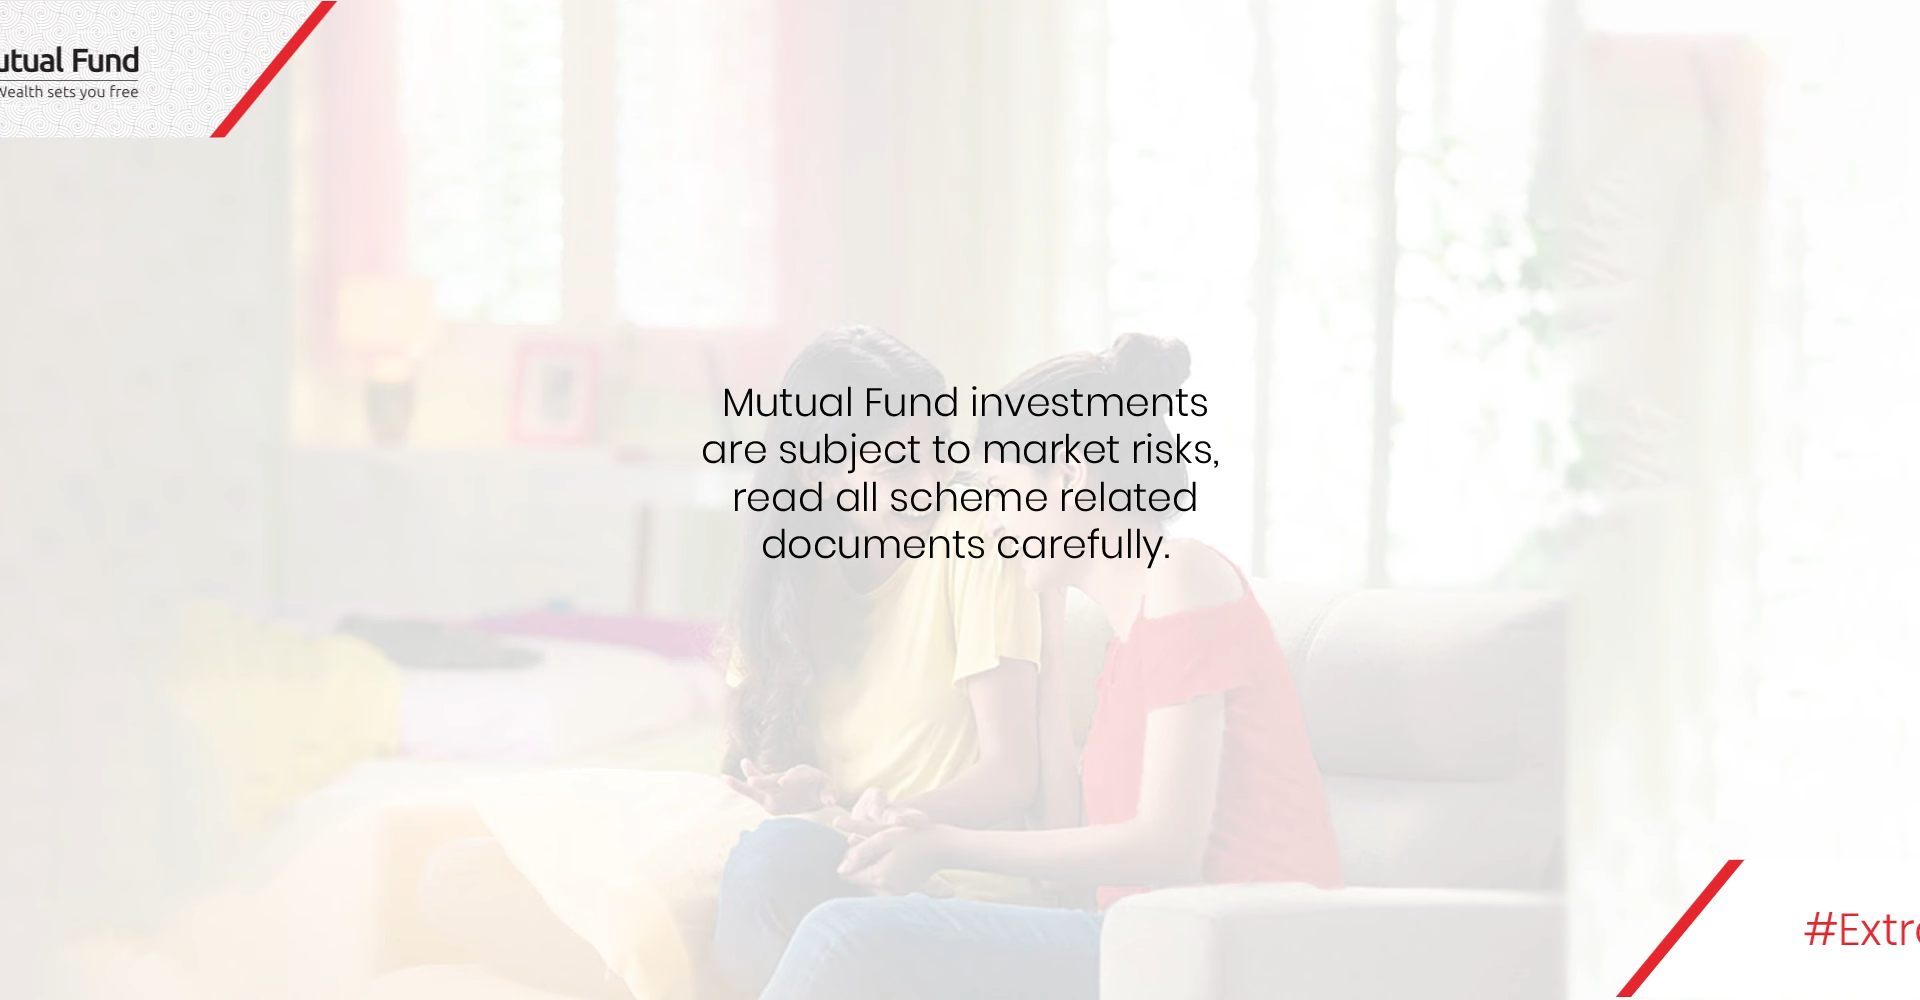 utual Fund
Wealth sets you free
Mutual Fund investments
are subject to market risks,
read all scheme related
documents carefully.
#Extr